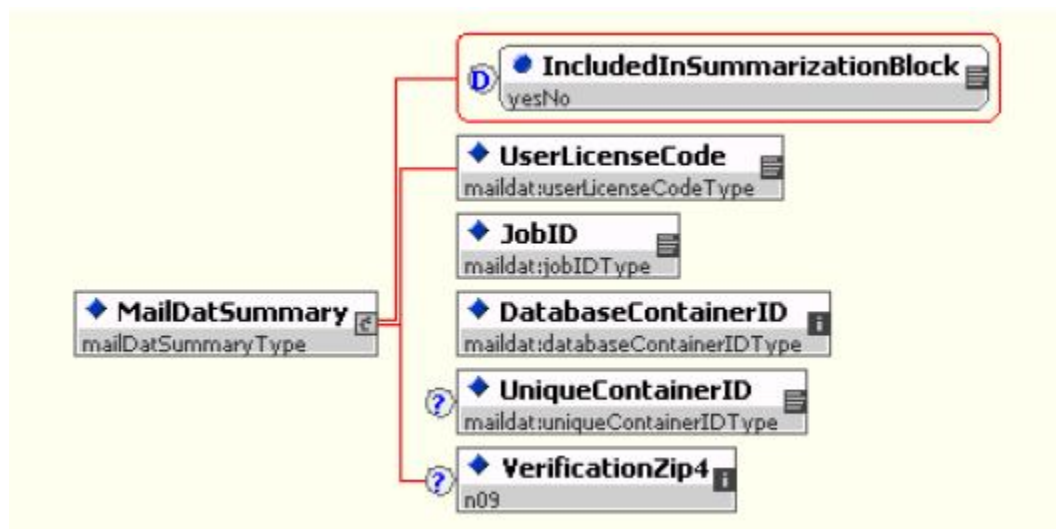 D
IncludedInSummarizationBlock
yesNo
UserLicenseCode
maildat:userLicenseCodeType
JobID
maildat:jobIDType
MailDatSummary
mailDatSummaryType
DatabaseContainerID
maildat:databaseContainerIDType
?
UniqueContainerID
maildat:uniqueContainerIDType
?
VerificationZip4
n09